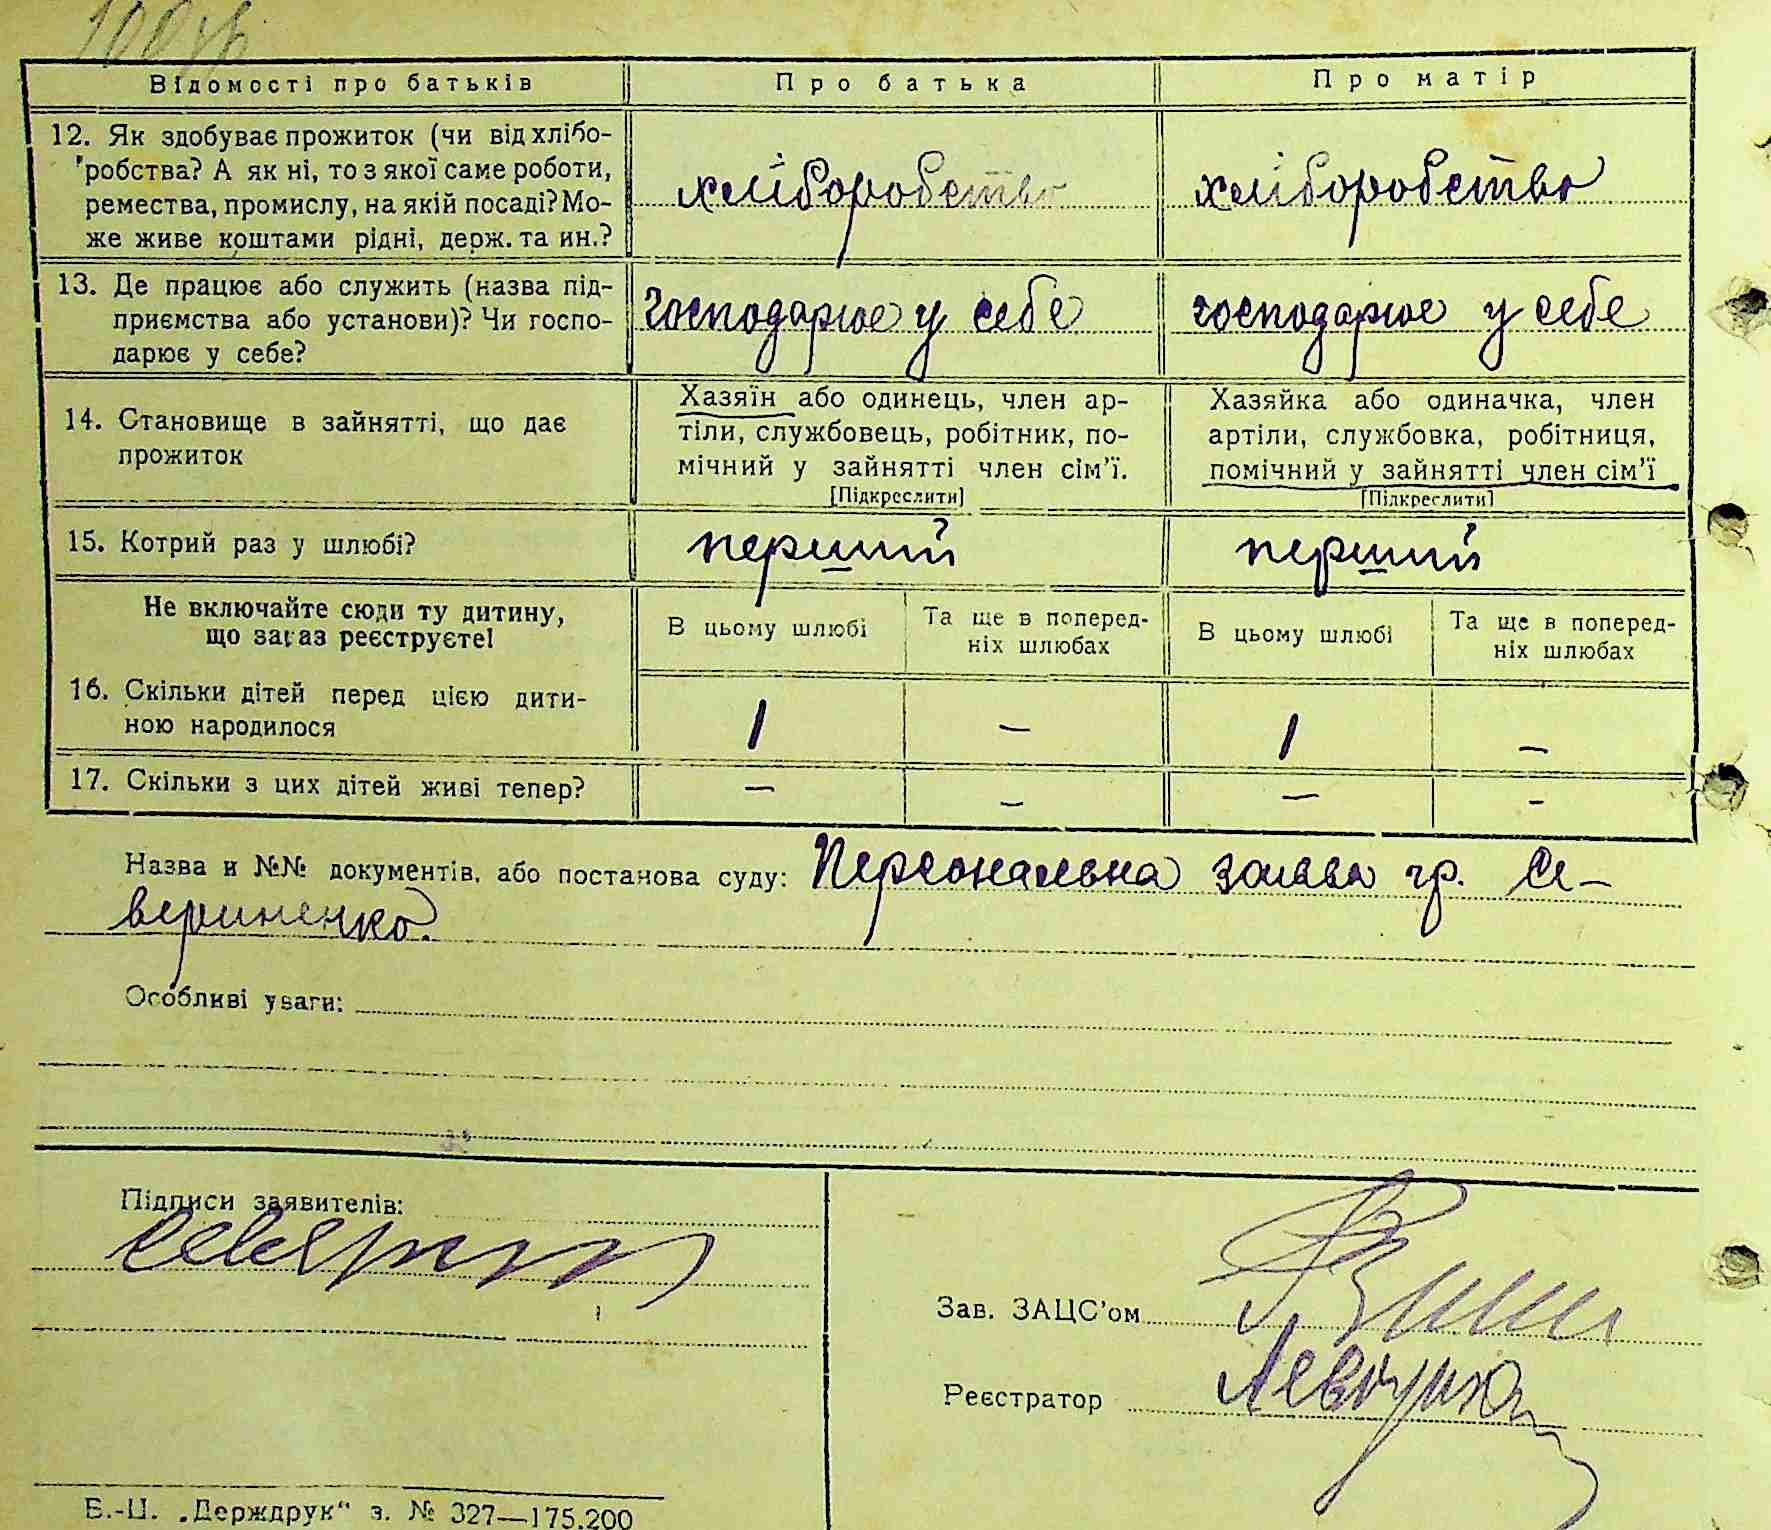 Відомості про батьків
Про батька
Про матір
12. Як здобуває прожиток (чи від хлібо-
робства? А як ні, то з якої саме роботи,
ремества, промислу, на якій посаді? Мо-
же живе коштами рідні, держ. та ин.?
хліборобство
хліборобство
13. Де працює або служить (назва під-
приємства або установи)? Чи госпо-
дарює у себе?
господарює у себе
господарює у себе
14. Становище в зайнятті, що дає
прожиток
Хазяїн або одинець, член ар-
тіли, службовець, робітник, по-
мічний у зайнятті член сім'ї.
[Підкреслити]
Хазяйка або одиначка, член
артіли, службовка, робітниця,
помічний у зайнятті член сім'ї
[Підкреслити]
15. Котрий раз у шлюбі?
перший
перший
Не включайте сюди ту дитину,
що зараз реєструєте!
В цьому шлюбі
Та ще в поперед-
ніх шлюбах
В цьому шлюбі
Та ще в поперед-
ніх шлюбах
16. Скільки дітей перед цією дити-
ною народилося
1
–
1
–
17. Скільки з цих дітей живі тепер?
–
–
–
–
Назва и №№ документів, або постанова суду: Персональна заява гр. Се-
вериненко.
Особливі уваги:
Підписи заявителів:
Зав. ЗАЦС'ом
Реєстратор
Б.-Ц. „Держдрук“ з. № 327—175.200